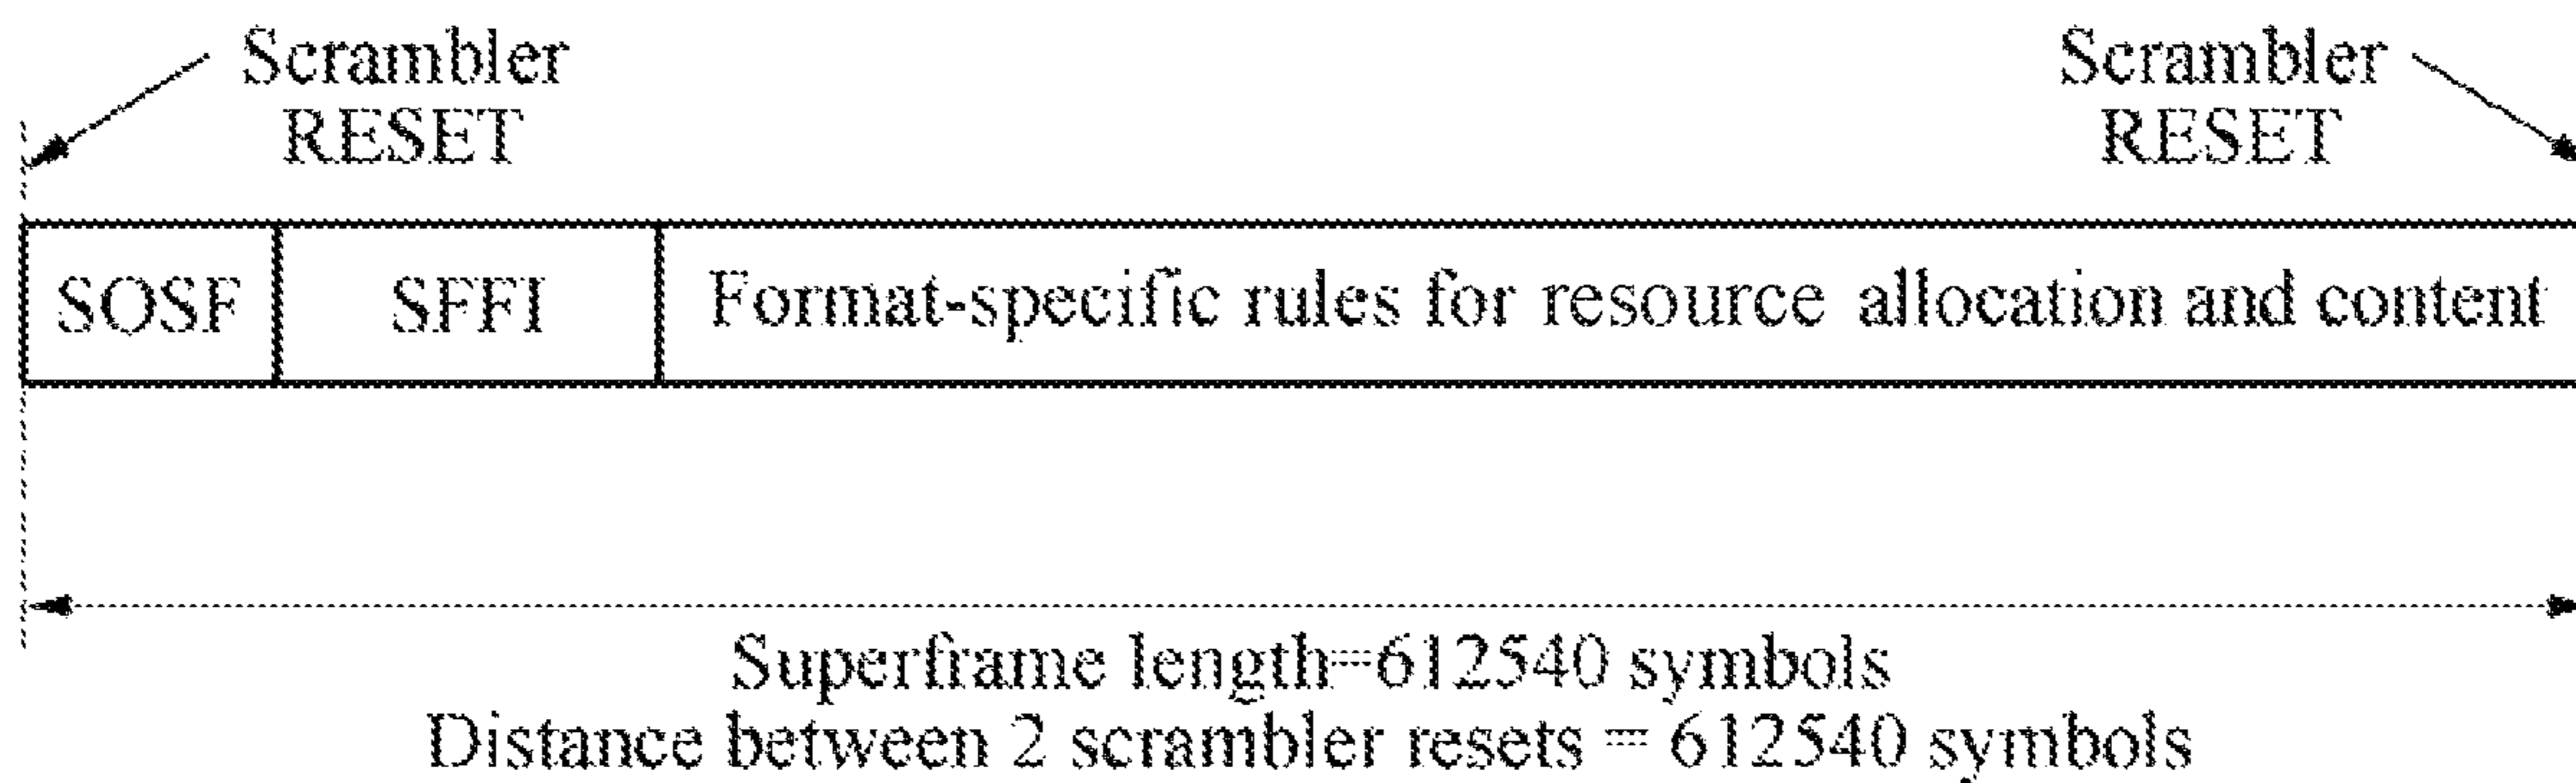 Scrambler
RESET
Scrambler
RESET
SOSF
SFFI
Format-specific rules for resource allocation and content
Superframe length=612540 symbols
Distance between 2 scrambler resets = 612540 symbols